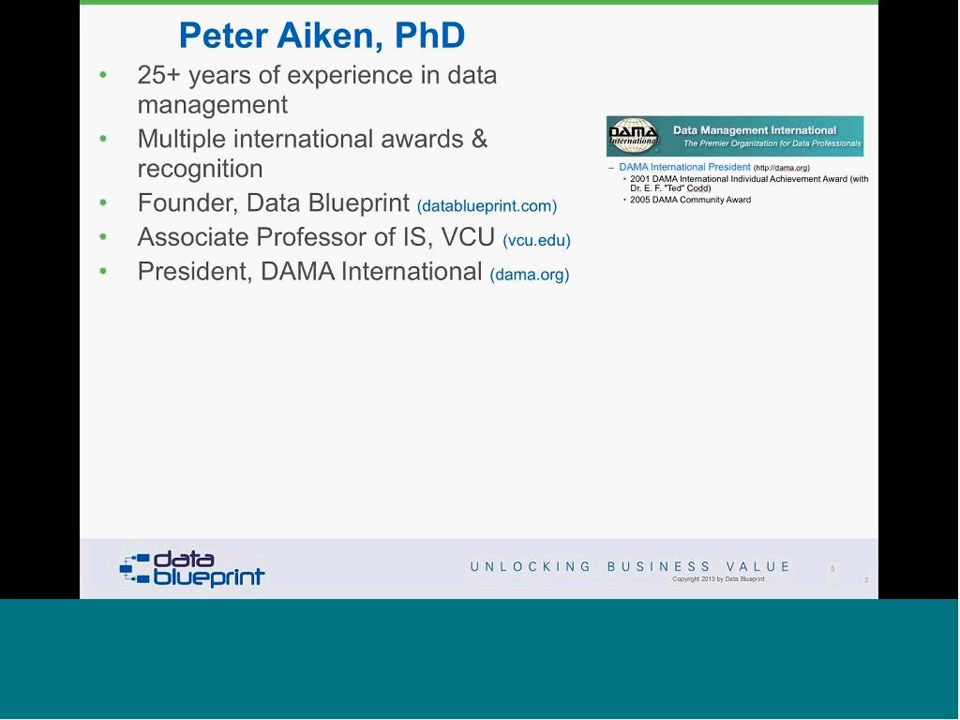 Peter Aiken, PhD
• 25+ years of experience in data
management
• Multiple international awards &
recognition
• Founder, Data Blueprint (datablueprint.com)
• Associate Professor of IS, VCU (vcu.edu)
• President, DAMA International (dama.org)
DAMA
International
Data Management International
The Premier Organization for Data Professionals
– DAMA International President (http://dama.org)
• 2001 DAMA International Individual Achievement Award (with
Dr. E. F. "Ted" Codd)
• 2005 DAMA Community Award
data
blueprint
UNLOCKING BUSINESS VALUE
Copyright 2013 by Data Blueprint
5
2